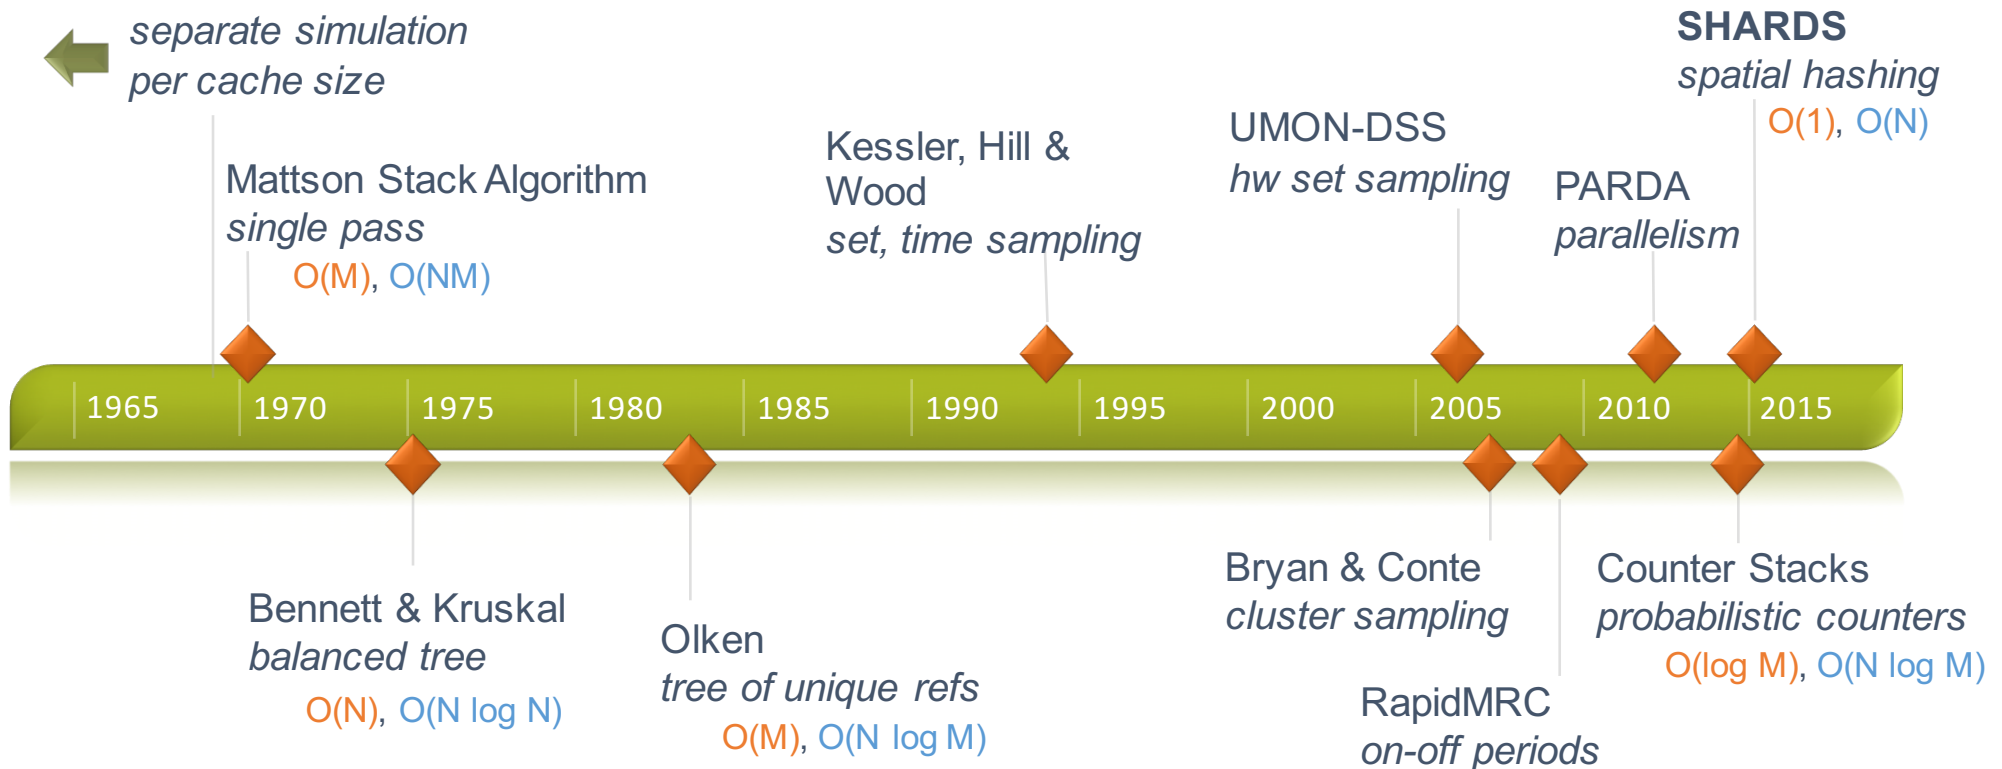 separate simulation
per cache size
Mattson Stack Algorithm
single pass
O(M), O(NM)
Kessler, Hill &
Wood
set, time sampling
UMON-DSS
hw set sampling
PARDA
parallelism
SHARDS
spatial hashing
O(1), O(N)
1965 1970 1975 1980 1985 1990 1995 2000 2005 2010 2015
Bennett & Kruskal
balanced tree
O(N), O(N log N)
Olken
tree of unique refs
O(M), O(N log M)
Bryan & Conte
cluster sampling
RapidMRC
on-off periods
Counter Stacks
probabilistic counters
O(log M), O(N log M)